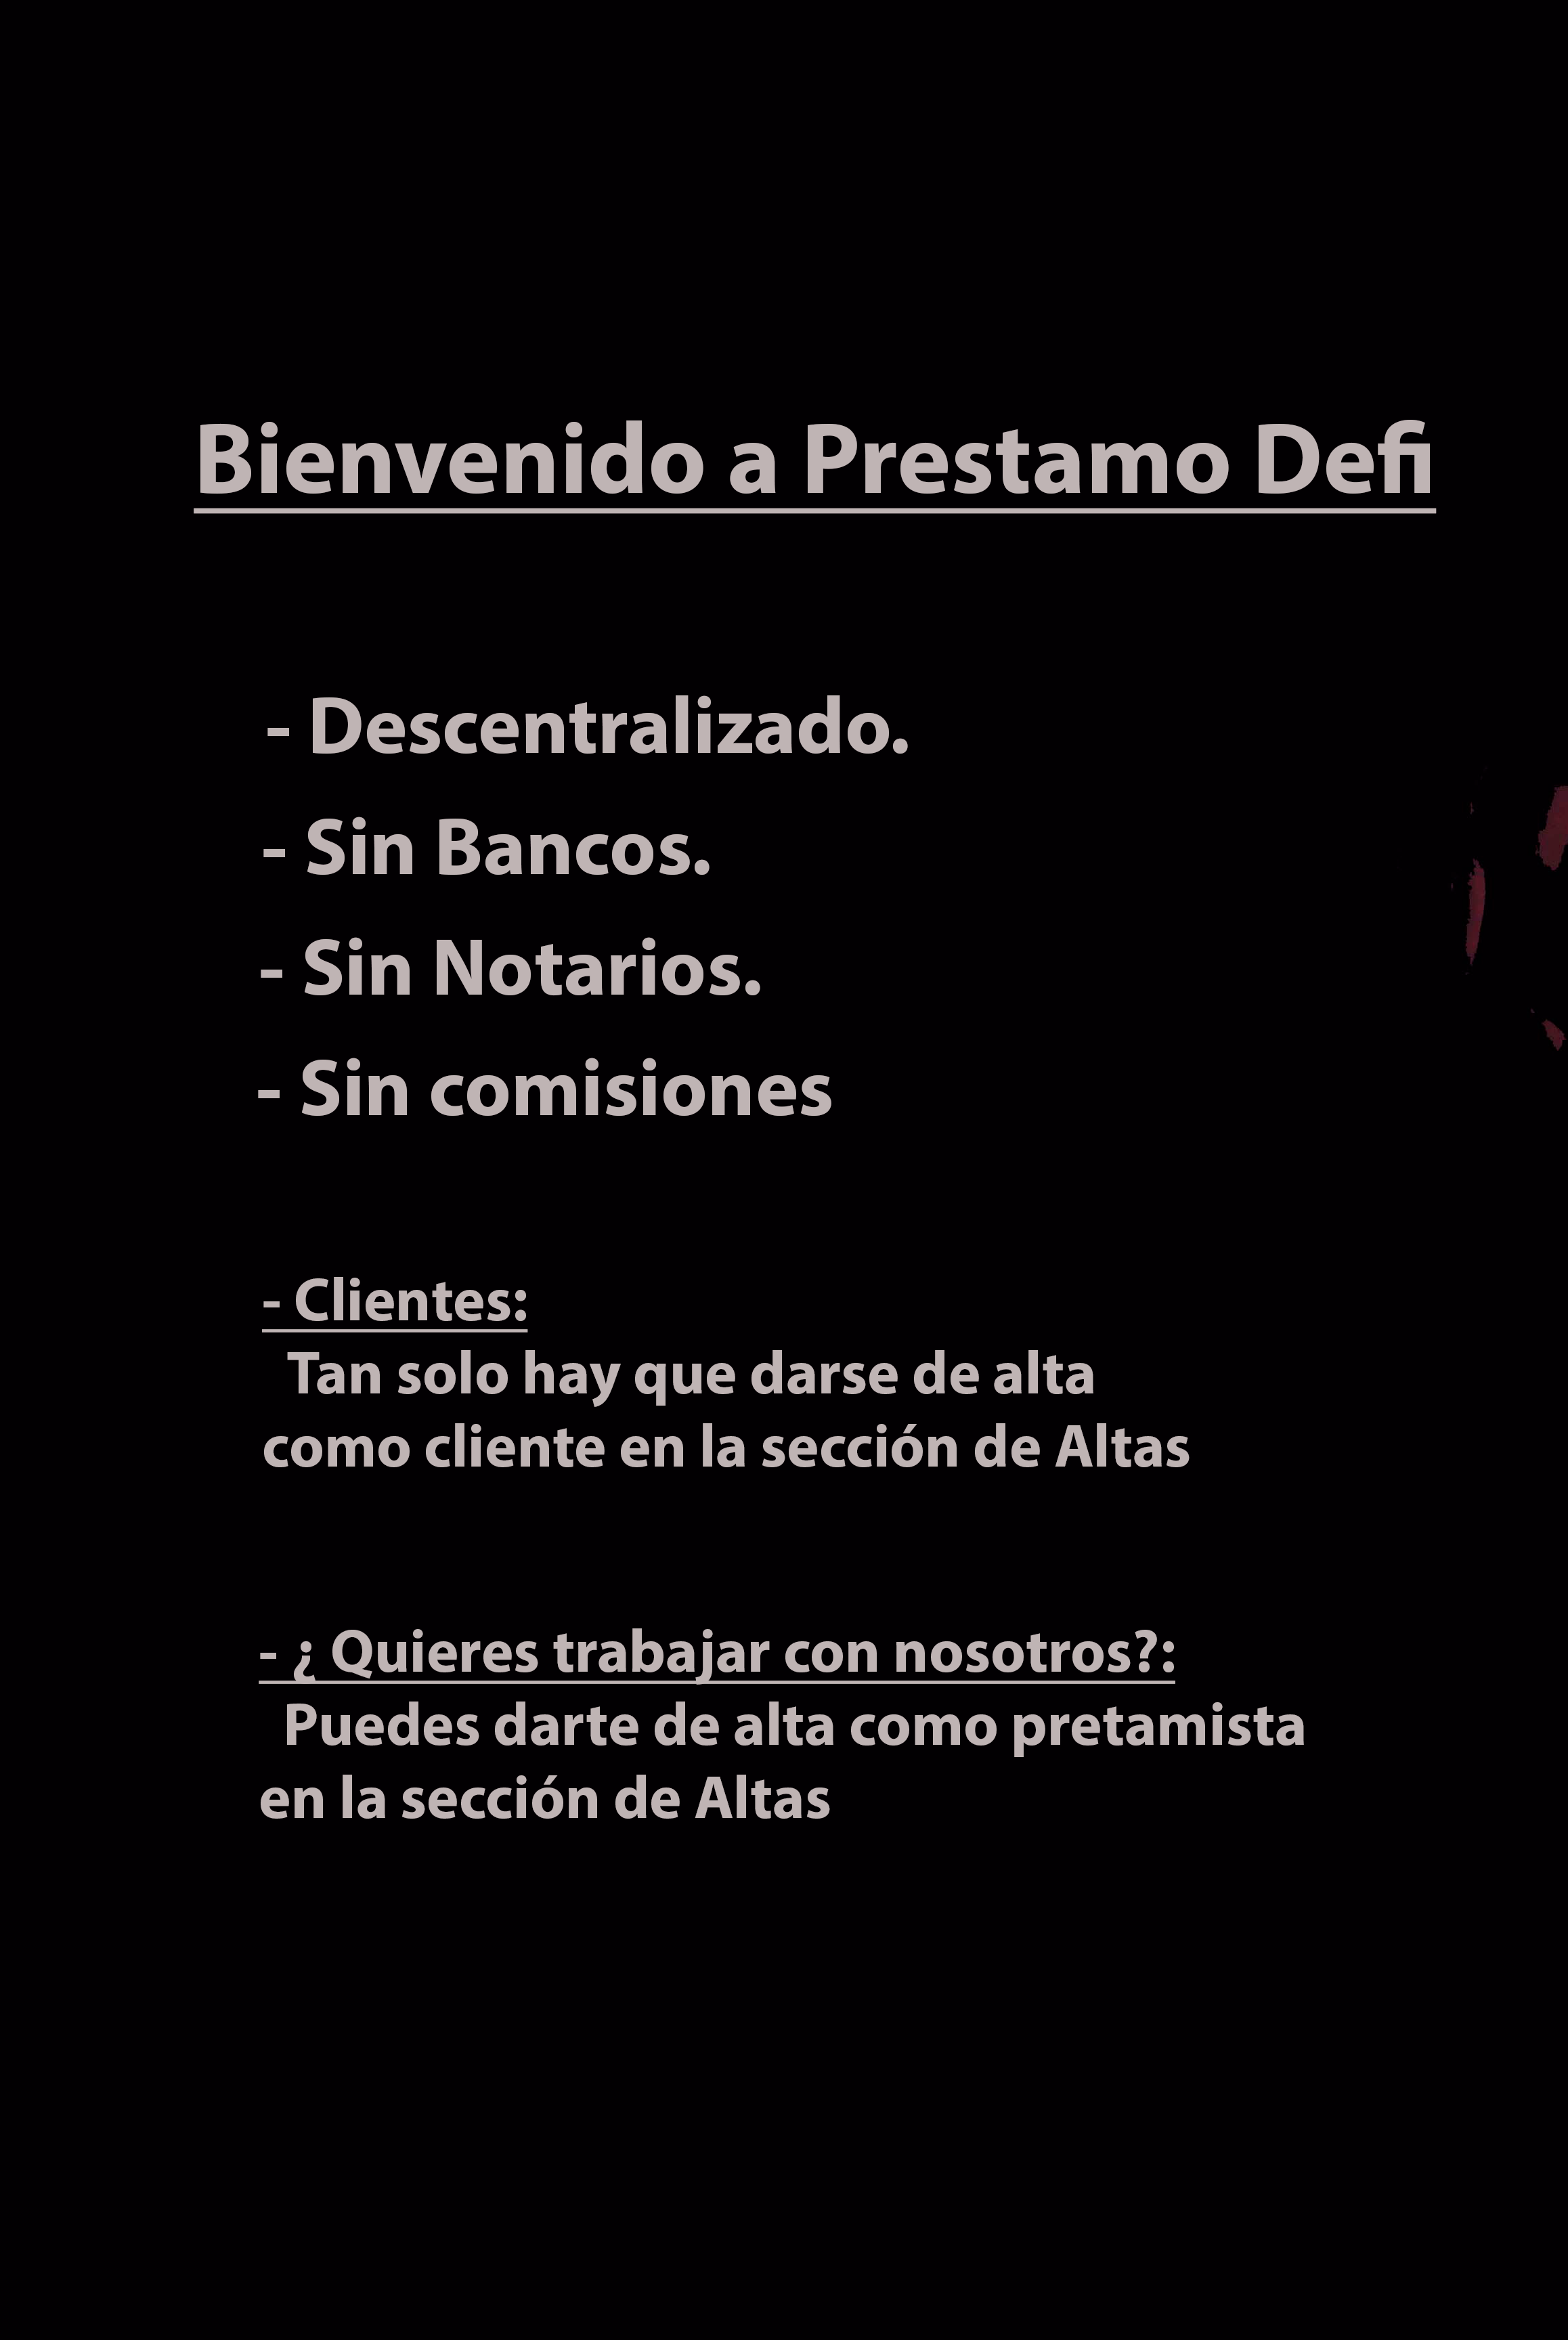 Bienvenido a Prestamo Defi
- Descentralizado.
- Sin Bancos.
- Sin Notarios.
- Sin comisiones
- Clientes:
Tan solo hay que darse de alta
como cliente en la sección de Altas
- ¿ Quieres trabajar con nosotros?:
Puedes darte de alta como pretamista
en la sección de Altas